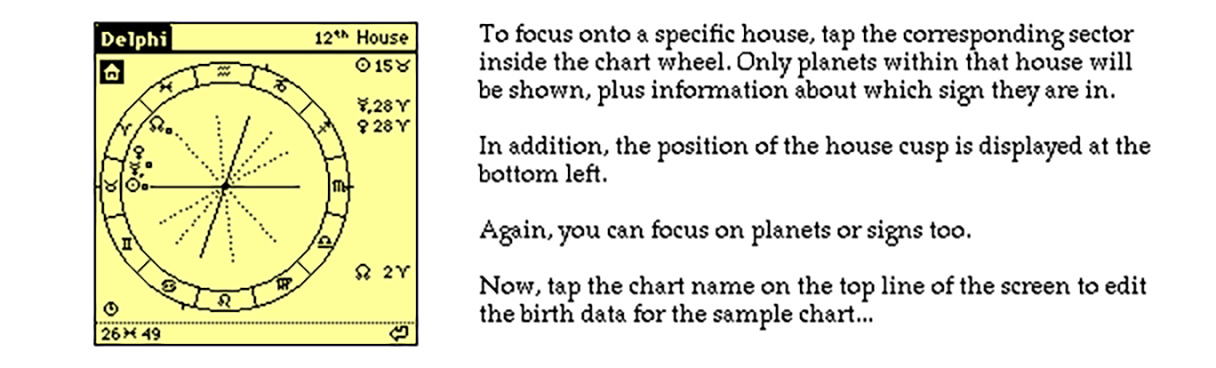 Delphi
12th House
☉ 15 ♉
☿, 28 ♈
♀ 28 ♈
☊ 2 ♈
26 ♓ 49
To focus onto a specific house, tap the corresponding sector
inside the chart wheel. Only planets within that house will
be shown, plus information about which sign they are in.
In addition, the position of the house cusp is displayed at the
bottom left.
Again, you can focus on planets or signs too.
Now, tap the chart name on the top line of the screen to edit
the birth data for the sample chart...